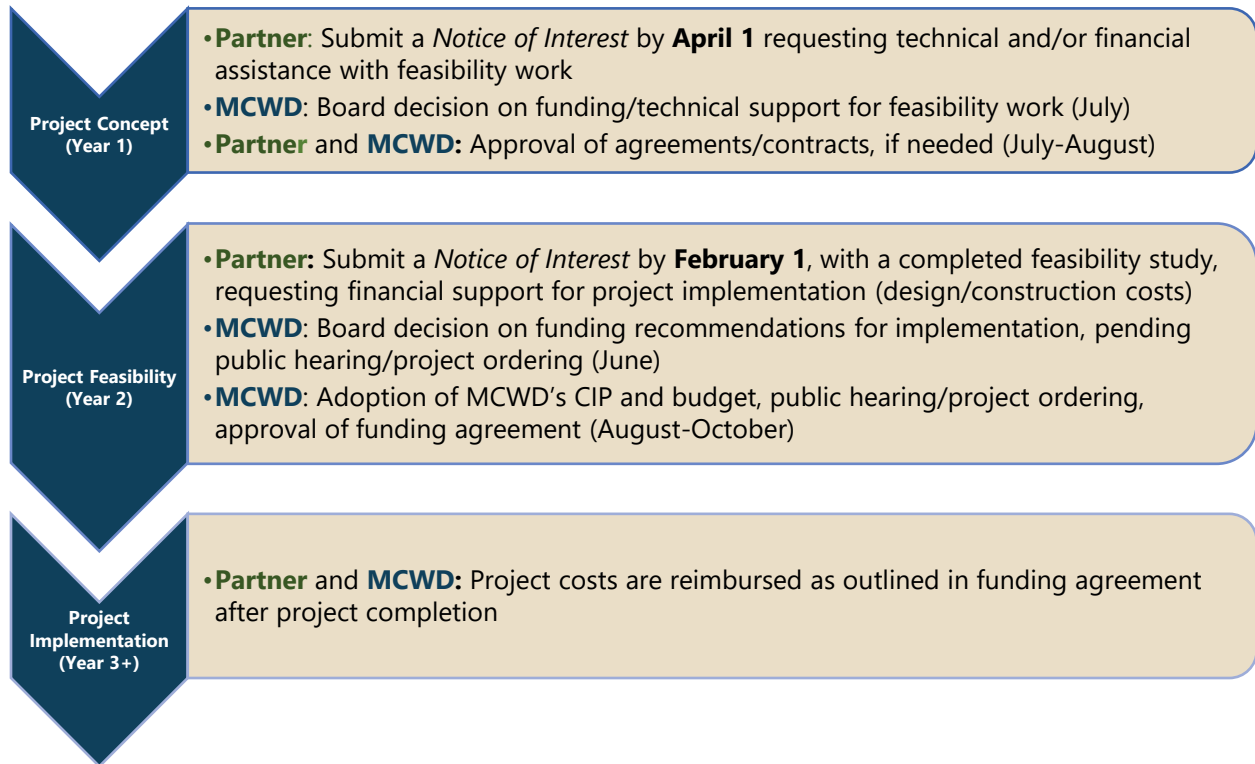 Project Concept
(Year 1)
•Partner: Submit a Notice of Interest by April 1 requesting technical and/or financial
assistance with feasibility work
•MCWD: Board decision on funding/technical support for feasibility work (July)
•Partner and MCWD: Approval of agreements/contracts, if needed (July-August)
Project Feasibility
(Year 2)
•Partner: Submit a Notice of Interest by February 1, with a completed feasibility study,
requesting financial support for project implementation (design/construction costs)
•MCWD: Board decision on funding recommendations for implementation, pending
public hearing/project ordering (June)
•MCWD: Adoption of MCWD’s CIP and budget, public hearing/project ordering,
approval of funding agreement (August-October)
Project
Implementation
(Year 3+)
•Partner and MCWD: Project costs are reimbursed as outlined in funding agreement
after project completion